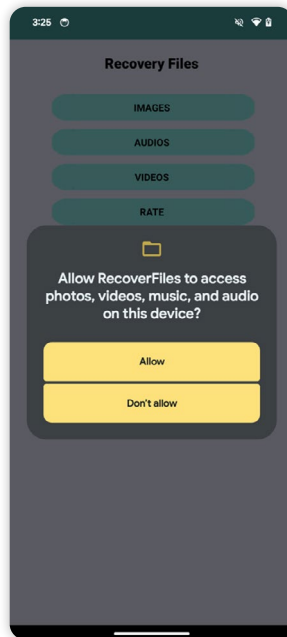 3:25
Recovery Files
IMAGES
AUDIOS
VIDEOS
RATE
Allow RecoverFiles to access
photos, videos, music, and audio
on this device?
Allow
Don't allow